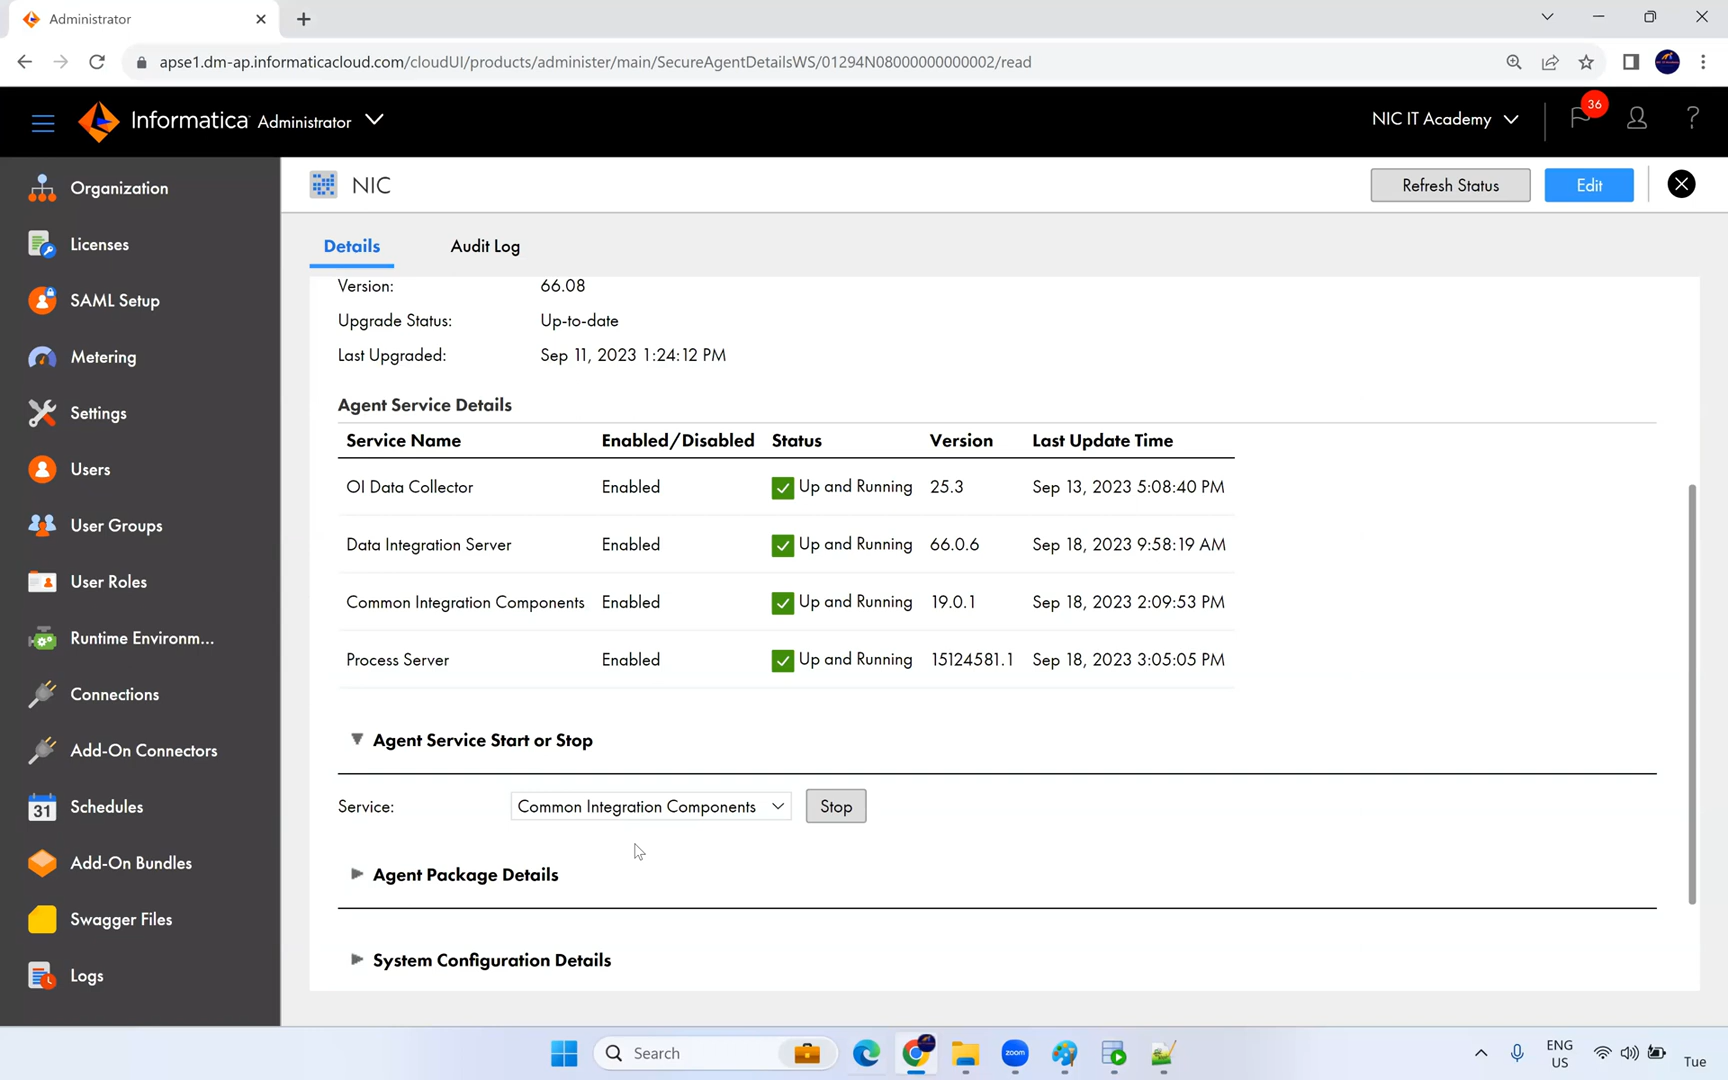 Administrator
apse1.dm-ap.informaticacloud.com/cloudUI/products/administer/main/SecureAgentDetailsWS/01294N08000000000002/read
Informatica Administrator
NIC IT Academy
36
?
Organization
Licenses
SAML Setup
Metering
Settings
Users
User Groups
User Roles
Runtime Environm...
Connections
Add-On Connectors
31 Schedules
Add-On Bundles
Swagger Files
Logs
NIC
Refresh Status
Edit
Details
Audit Log
Version: 66.08
Upgrade Status: Up-to-date
Last Upgraded: Sep 11, 2023 1:24:12 PM
Agent Service Details
Service Name Enabled/Disabled Status Version Last Update Time
OI Data Collector Enabled Up and Running 25.3 Sep 13, 2023 5:08:40 PM
Data Integration Server Enabled Up and Running 66.0.6 Sep 18, 2023 9:58:19 AM
Common Integration Components Enabled Up and Running 19.0.1 Sep 18, 2023 2:09:53 PM
Process Server Enabled Up and Running 15124581.1 Sep 18, 2023 3:05:05 PM
Agent Service Start or Stop
Service: Common Integration Components Stop
Agent Package Details
System Configuration Details
Search
zoom
ENG
US
Tue